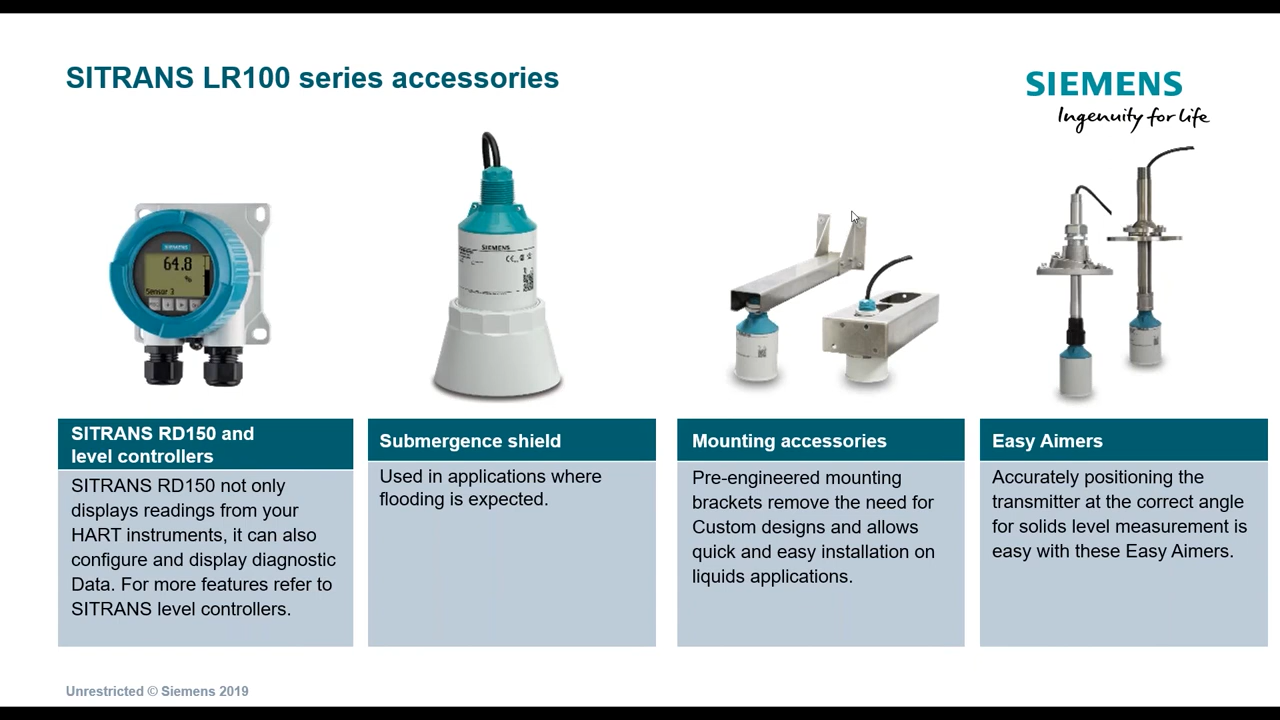 SITRANS LR100 series accessories
SIEMENS
Ingenuity for life
SIEMENS
64.8
%
Sensor 3
SIEMENS
SITRANS RD150 and
level controllers
SITRANS RD150 not only
displays readings from your
HART instruments, it can also
configure and display diagnostic
Data. For more features refer to
SITRANS level controllers.
Submergence shield
Used in applications where
flooding is expected.
Mounting accessories
Pre-engineered mounting
brackets remove the need for
Custom designs and allows
quick and easy installation on
liquids applications.
Easy Aimers
Accurately positioning the
transmitter at the correct angle
for solids level measurement is
easy with these Easy Aimers.
Unrestricted © Siemens 2019